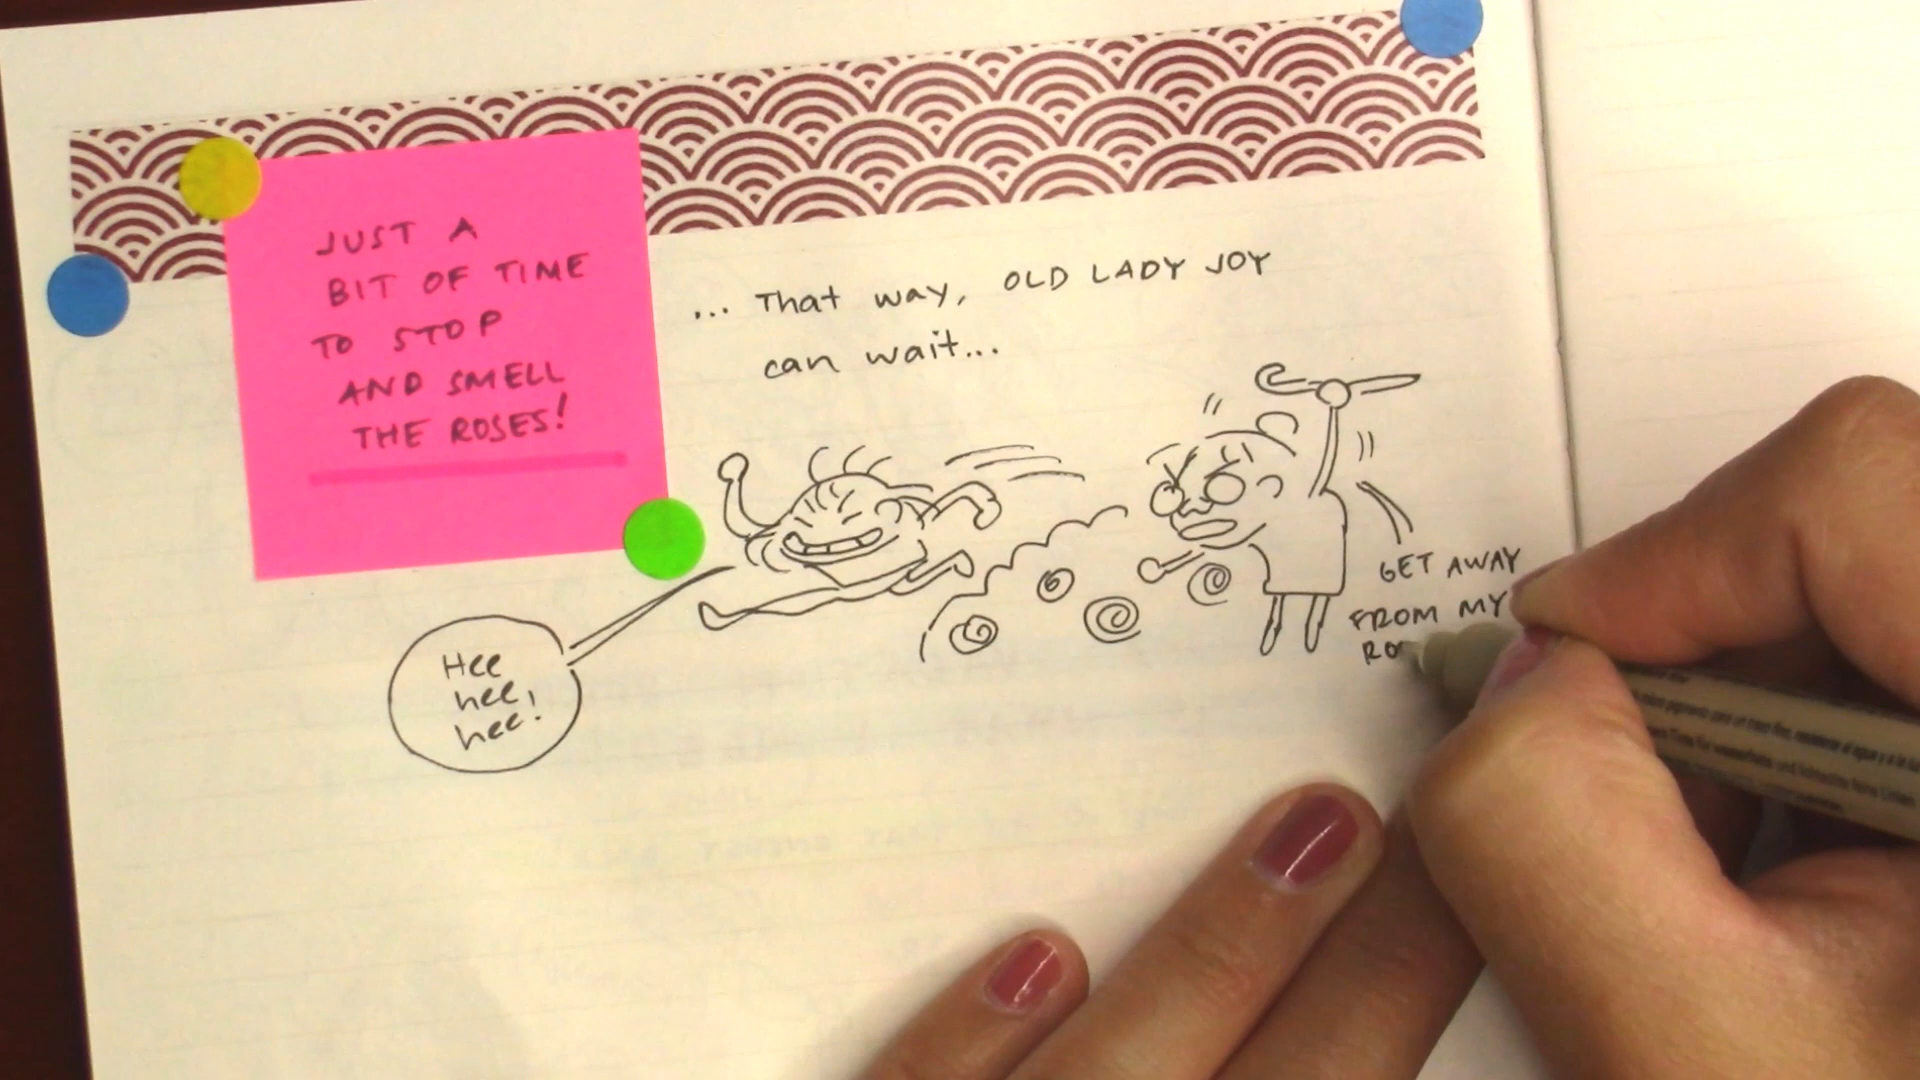 JUST A
BIT OF TIME
TO STOP
AND SMELL
THE ROSES!
... That way, OLD LADY JOY
can wait...
Hee
hee,
hee!
GET AWAY
FROM MY
RO